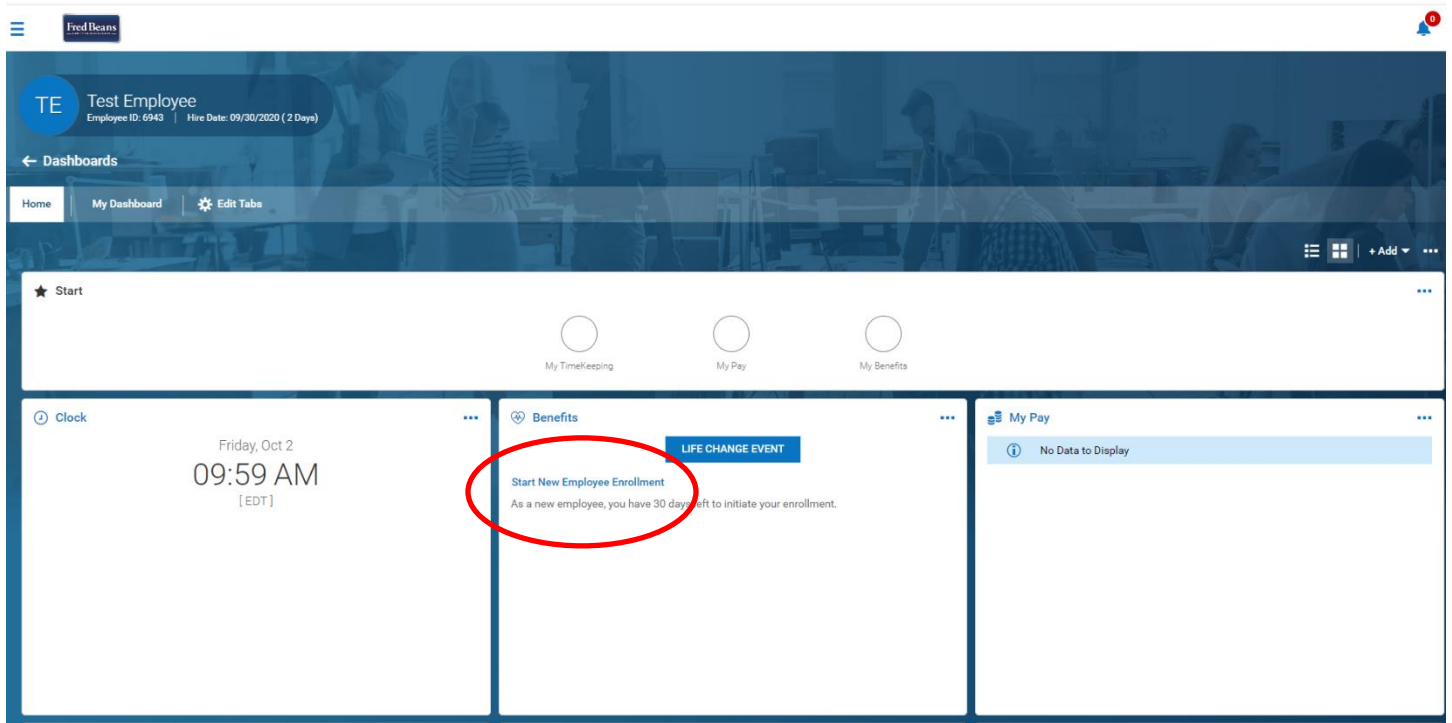 Fred Beans
0
TE
Test Employee
Employee ID: 6943 | Hire Date: 09/30/2020 ( 2 Days)
← Dashboards
Home
My Dashboard
Edit Tabs
+ Add
Start
My TimeKeeping
My Pay
My Benefits
Clock
Friday, Oct 2
09:59 AM
[ EDT ]
Benefits
LIFE CHANGE EVENT
Start New Employee Enrollment
As a new employee, you have 30 days left to initiate your enrollment.
My Pay
No Data to Display